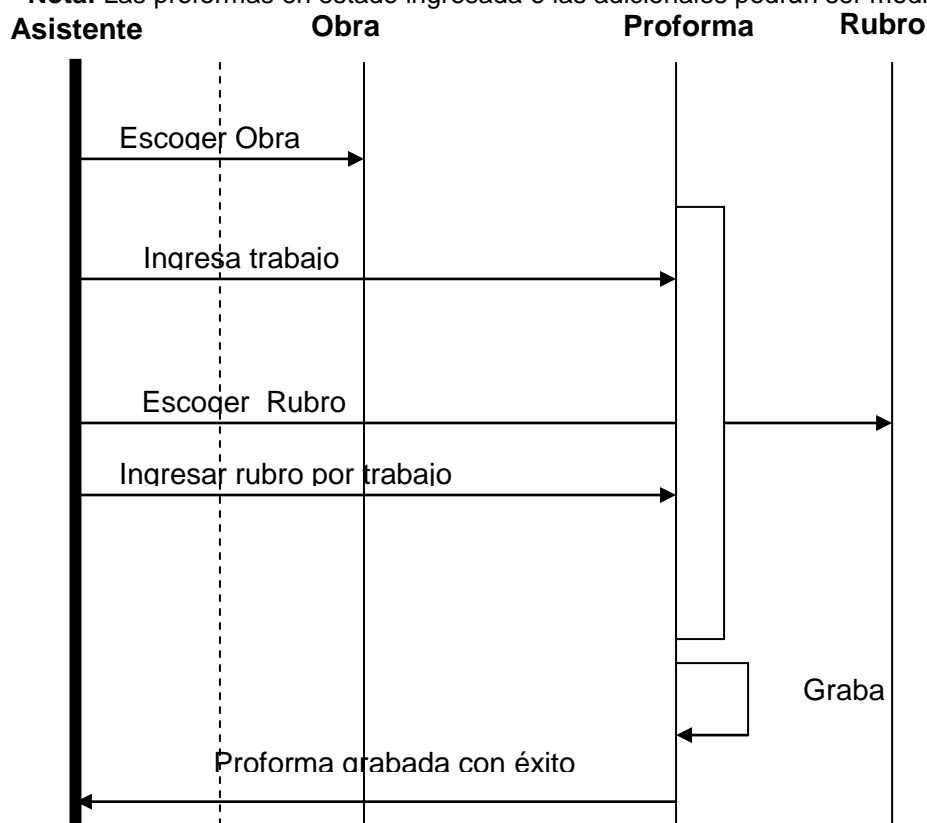 Nota: Las proformas en estado ingresada o las adicionales podrán ser
Asistente Obra Proforma Rubro
Escoger Obra
Ingresa trabajo
Escoger Rubro
Ingresar rubro por trabajo
Graba
Proforma grabada con éxito